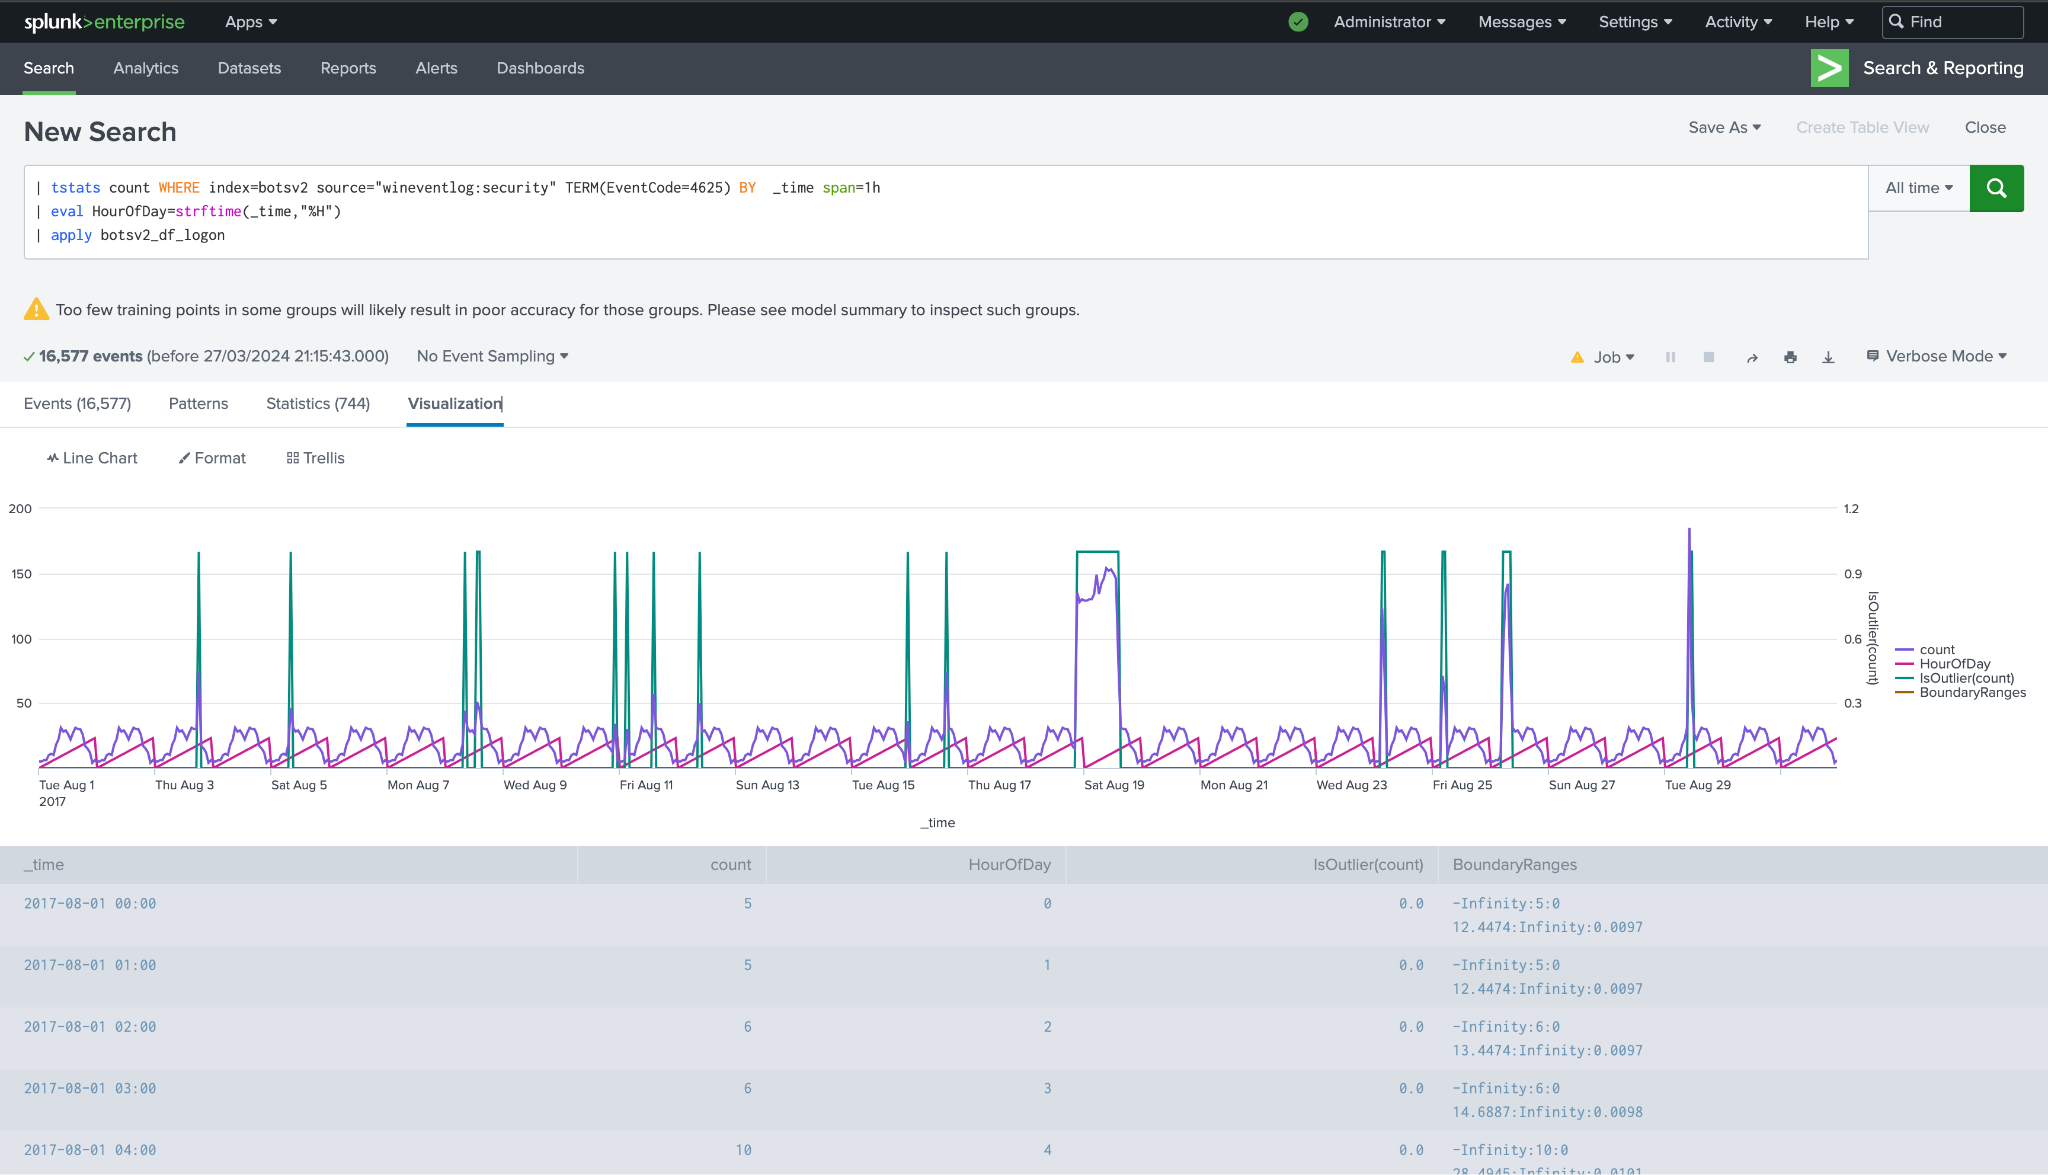 splunk>enterprise Apps Administrator Messages Settings Activity Help Find
Search Analytics Datasets Reports Alerts Dashboards Search & Reporting
New Search Save As Create Table View Close
| tstats count WHERE index=botsv2 source="wineventlog:security" TERM(EventCode=4625) BY _time span=1h All time
| eval HourOfDay=strftime(_time,"%H")
| apply botsv2_df_logon
Too few training points in some groups will likely result in poor accuracy for those groups. Please see model summary to inspect such groups.
16,577 events (before 27/03/2024 21:15:43.000) No Event Sampling Job Verbose Mode
Events (16,577) Patterns Statistics (744) Visualization
Line Chart Format Trellis
200 1.2
150 0.9
100 0.6
50 0.3
IsOutlier(count)
count
HourOfDay
IsOutlier(count)
BoundaryRanges
Tue Aug 1 Thu Aug 3 Sat Aug 5 Mon Aug 7 Wed Aug 9 Fri Aug 11 Sun Aug 13 Tue Aug 15 Thu Aug 17 Sat Aug 19 Mon Aug 21 Wed Aug 23 Fri Aug 25 Sun Aug 27 Tue Aug 29
2017
_time
_time count HourOfDay IsOutlier(count) BoundaryRanges
2017-08-01 00:00 5 0 0.0 -Infinity:5:0
12.4474:Infinity:0.0097
2017-08-01 01:00 5 1 0.0 -Infinity:5:0
12.4474:Infinity:0.0097
2017-08-01 02:00 6 2 0.0 -Infinity:6:0
13.4474:Infinity:0.0097
2017-08-01 03:00 6 3 0.0 -Infinity:6:0
14.6887:Infinity:0.0098
2017-08-01 04:00 10 4 0.0 -Infinity:10:0
28.4945:Infinity:0.0101